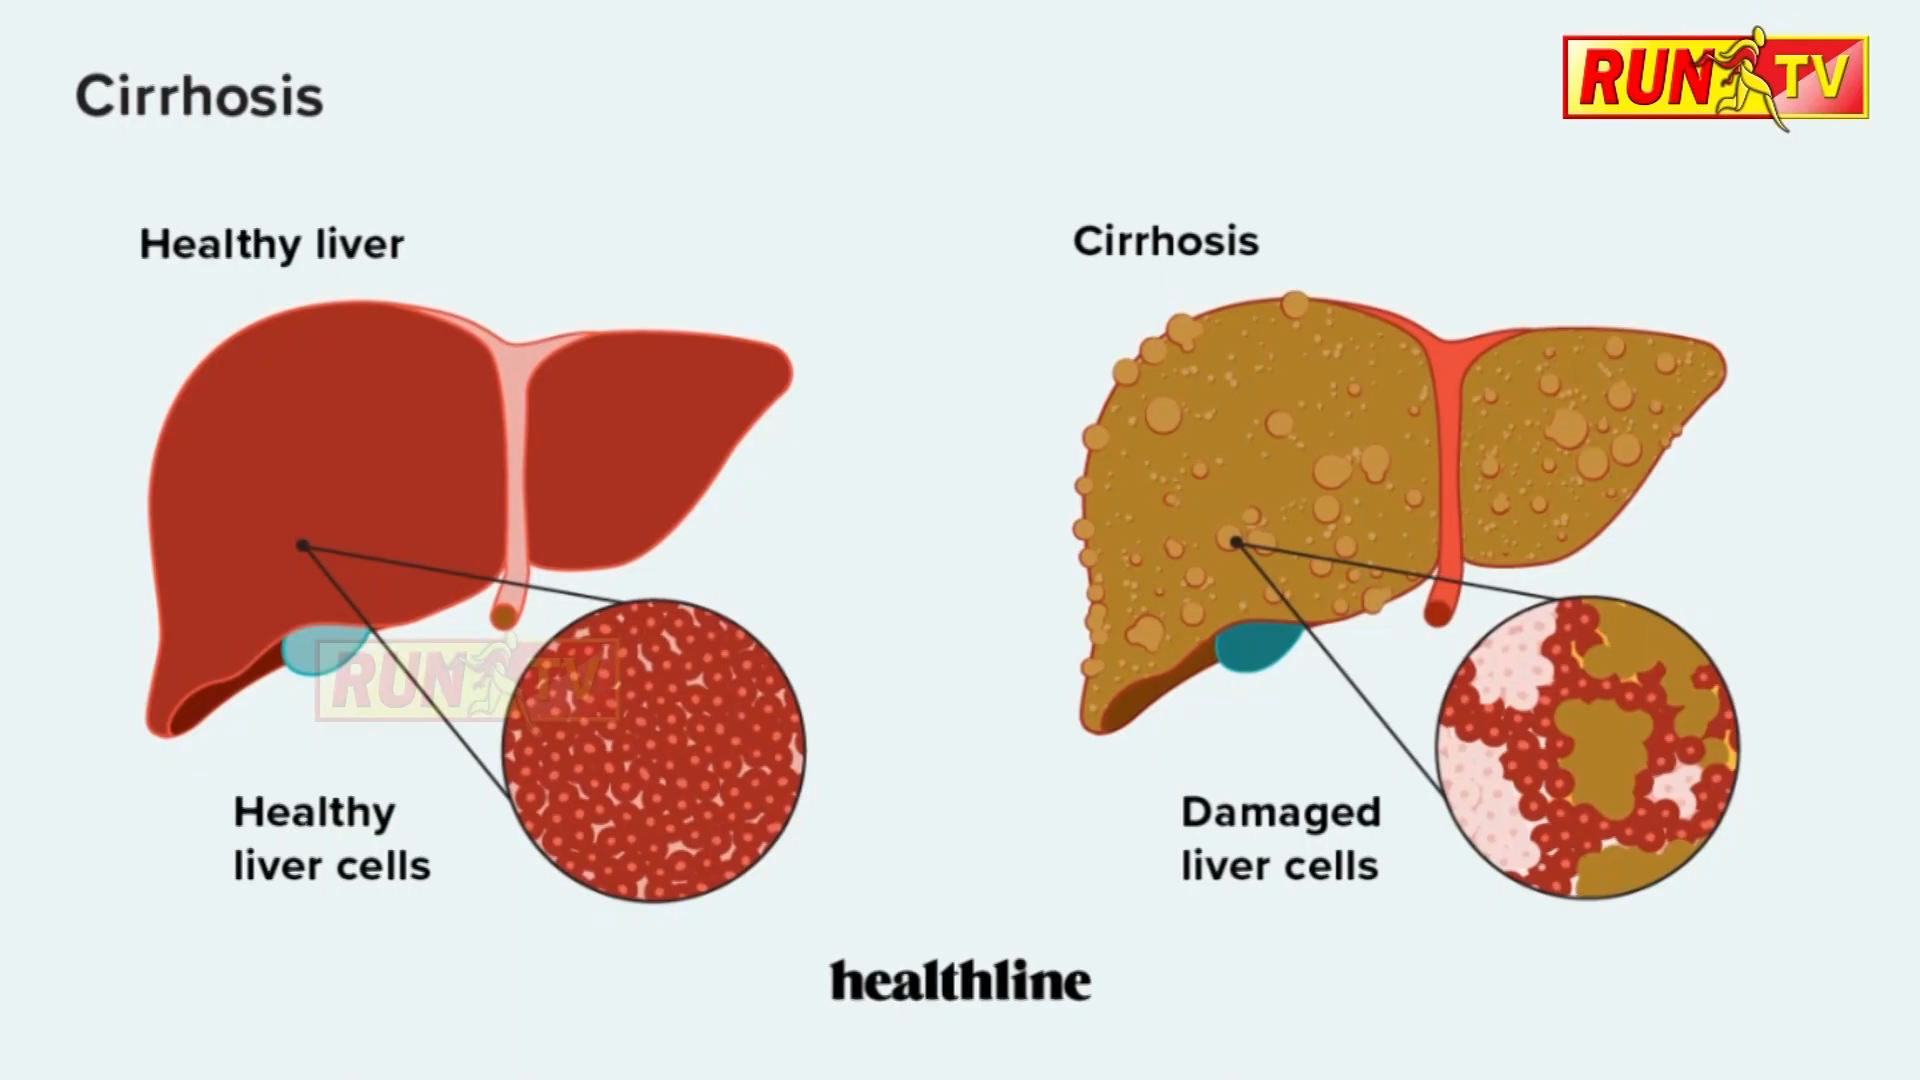 Cirrhosis
RUN TV
Healthy liver
Cirrhosis
RUN TV
Healthy
liver cells
Damaged
liver cells
healthline